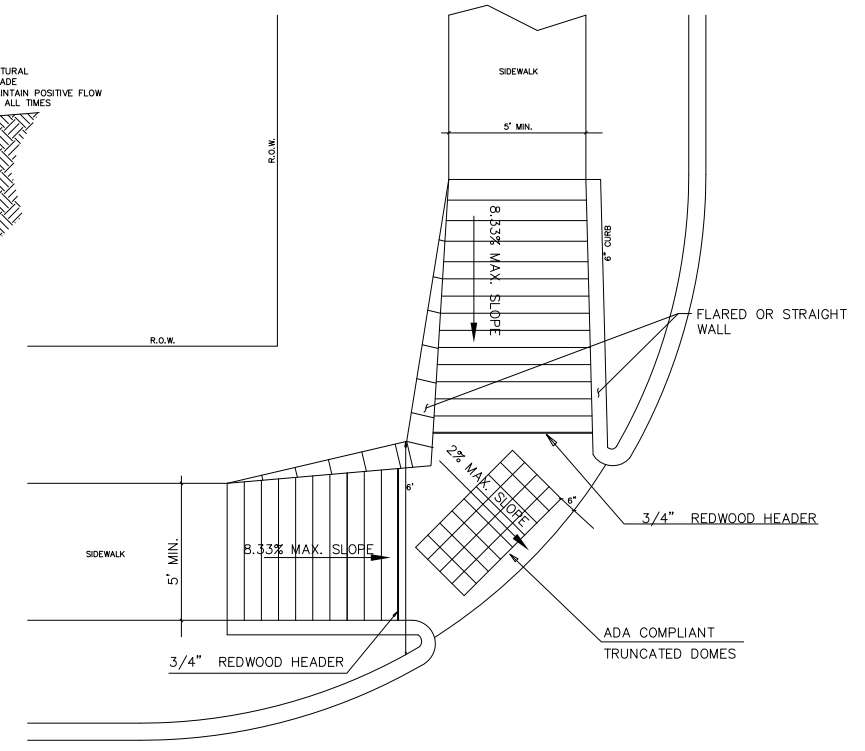 TURAL
ADE
INTAIN POSITIVE FLOW
ALL TIMES
SIDEWALK
5' MIN.
R.O.W.
R.O.W.
8.33% MAX. SLOPE
6" CURB
FLARED OR STRAIGHT
WALL
2% MAX. SLOPE
6"
6'
3/4" REDWOOD HEADER
SIDEWALK
5' MIN.
8.33% MAX. SLOPE
3/4" REDWOOD HEADER
ADA COMPLIANT
TRUNCATED DOMES